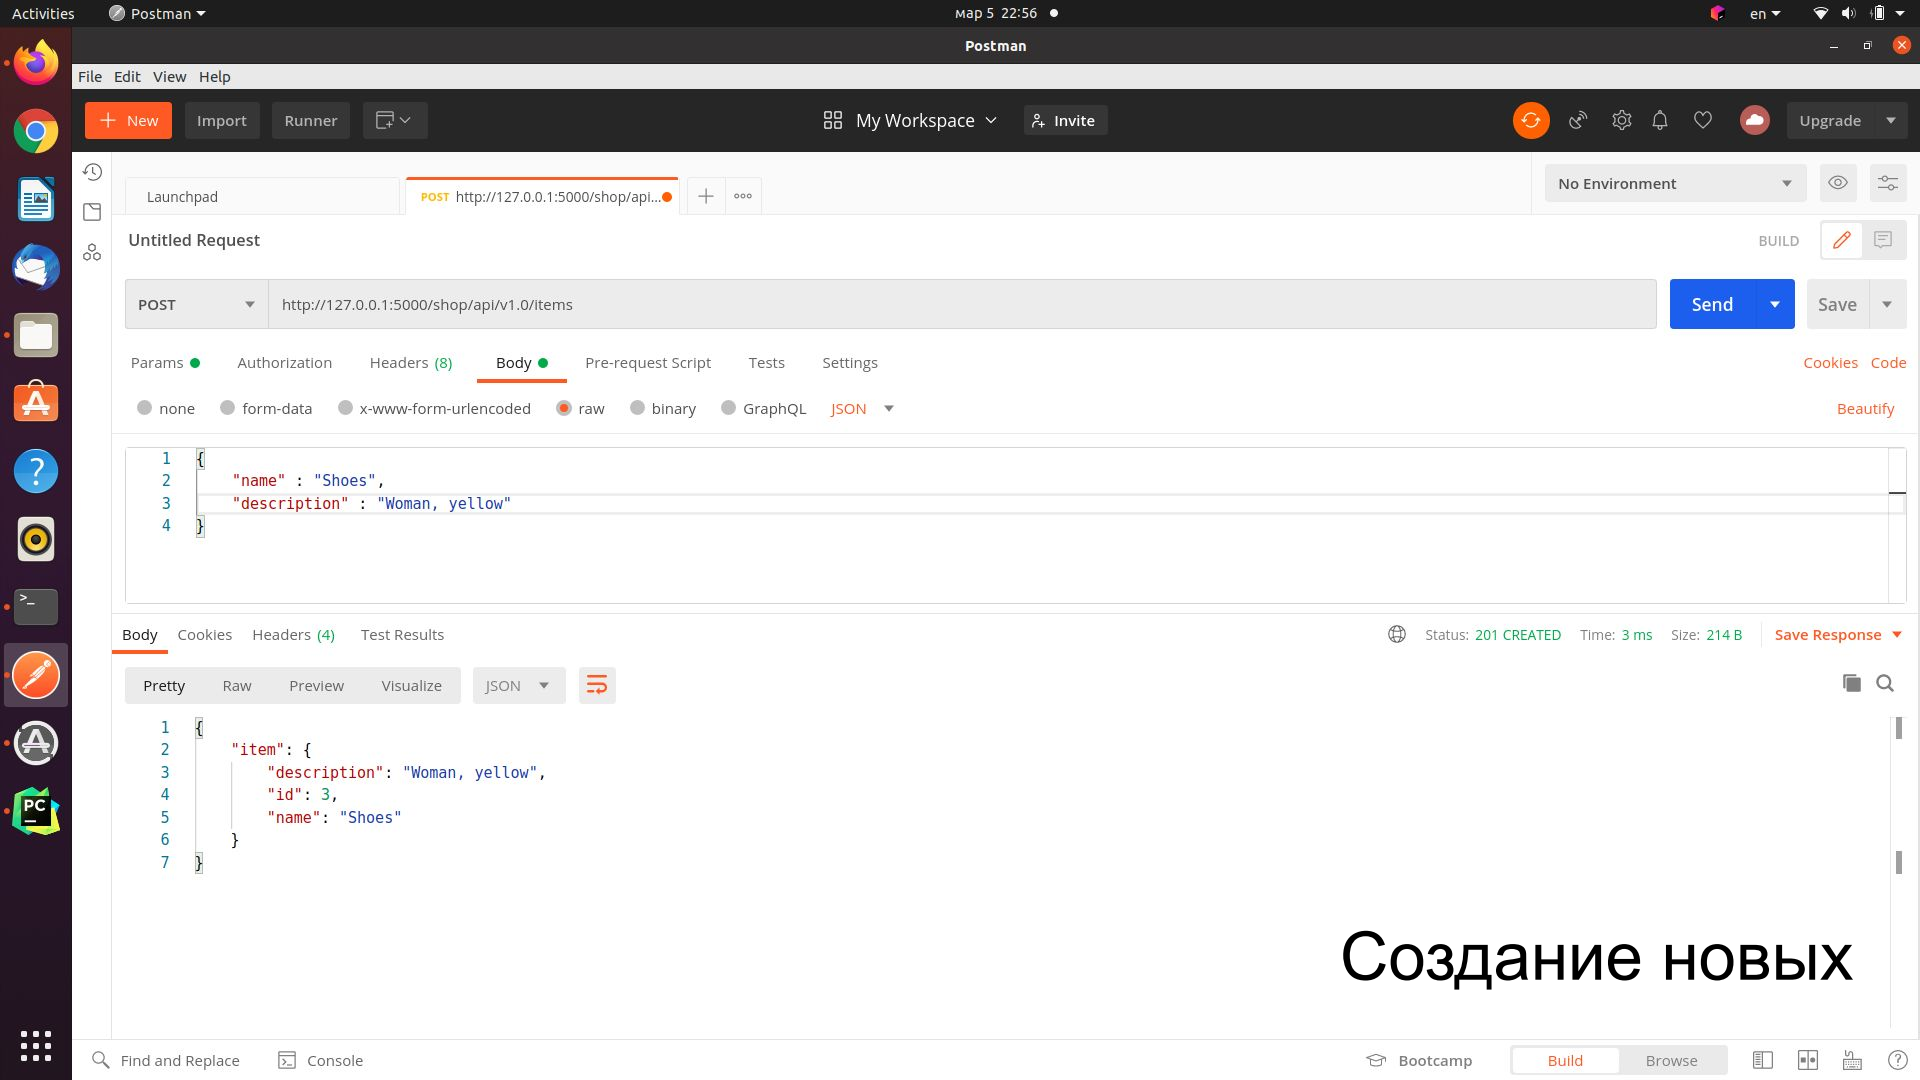 Activities Postman мар 5 22:56 en
Postman
File Edit View Help
New Import Runner My Workspace Invite Upgrade
Launchpad POST http://127.0.0.1:5000/shop/api... No Environment
Untitled Request BUILD
POST http://127.0.0.1:5000/shop/api/v1.0/items Send Save
Params Authorization Headers (8) Body Pre-request Script Tests Settings Cookies Code
none form-data x-www-form-urlencoded raw binary GraphQL JSON Beautify
1 {
2 "name" : "Shoes",
3 "description" : "Woman, yellow"
4 }
Body Cookies Headers (4) Test Results Status: 201 CREATED Time: 3 ms Size: 214 B Save Response
Pretty Raw Preview Visualize JSON
1 {
2 "item": {
3 "description": "Woman, yellow",
4 "id": 3,
5 "name": "Shoes"
6 }
7 }
Создание новых
Find and Replace Console Bootcamp Build Browse
PC